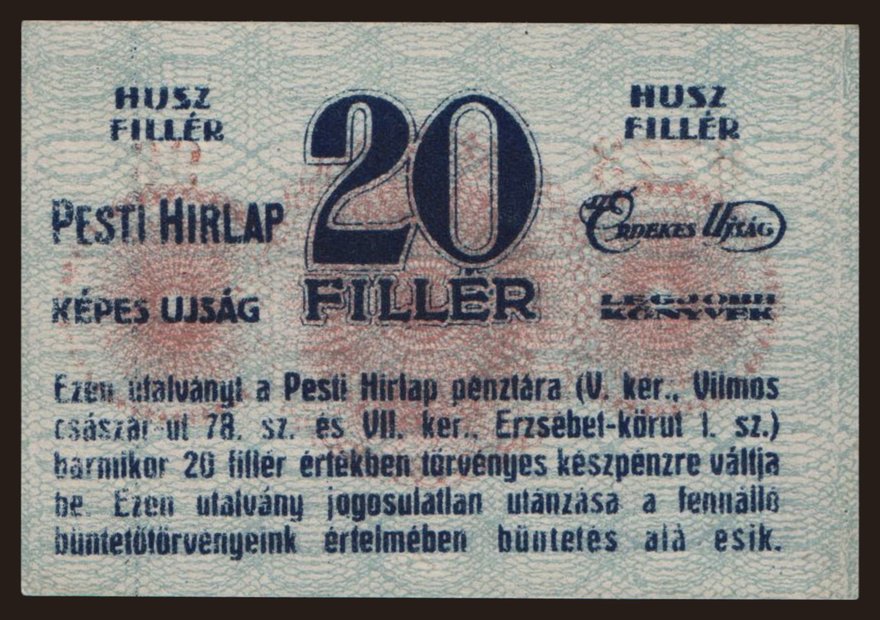 HUSZ
FILLÉR
20
FILLÉR
HUSZ
FILLÉR
PESTI HIRLAP
AZ ÉRDEKES UJSÁG
KÉPES UJSÁG
LEGJOBB
KÖNYVEK
Ezen utalványt a Pesti Hirlap pénztára (V. ker., Vilmos
császár-ut 78. sz. és VII. ker., Erzsébet-körut 1. sz.)
bármikor 20 fillér értékben törvényes készpénzre váltja
be. Ezen utalvány jogosulatlan utánzása a fennálló
büntetőtörvényeink értelmében büntetés alá esik.